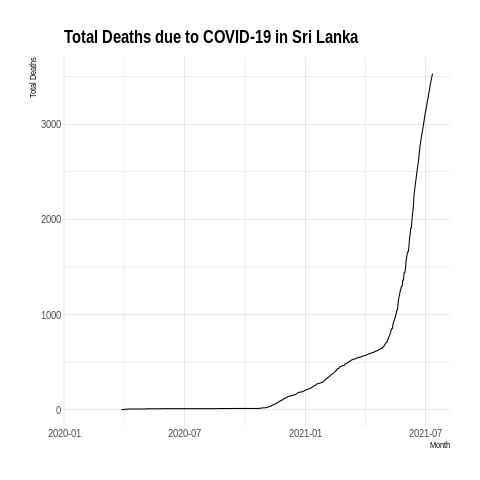 Total Deaths due to COVID-19 in Sri Lanka
Total Deaths
3000
2000
1000
0
2020-01 2020-07 2021-01 2021-07
Month